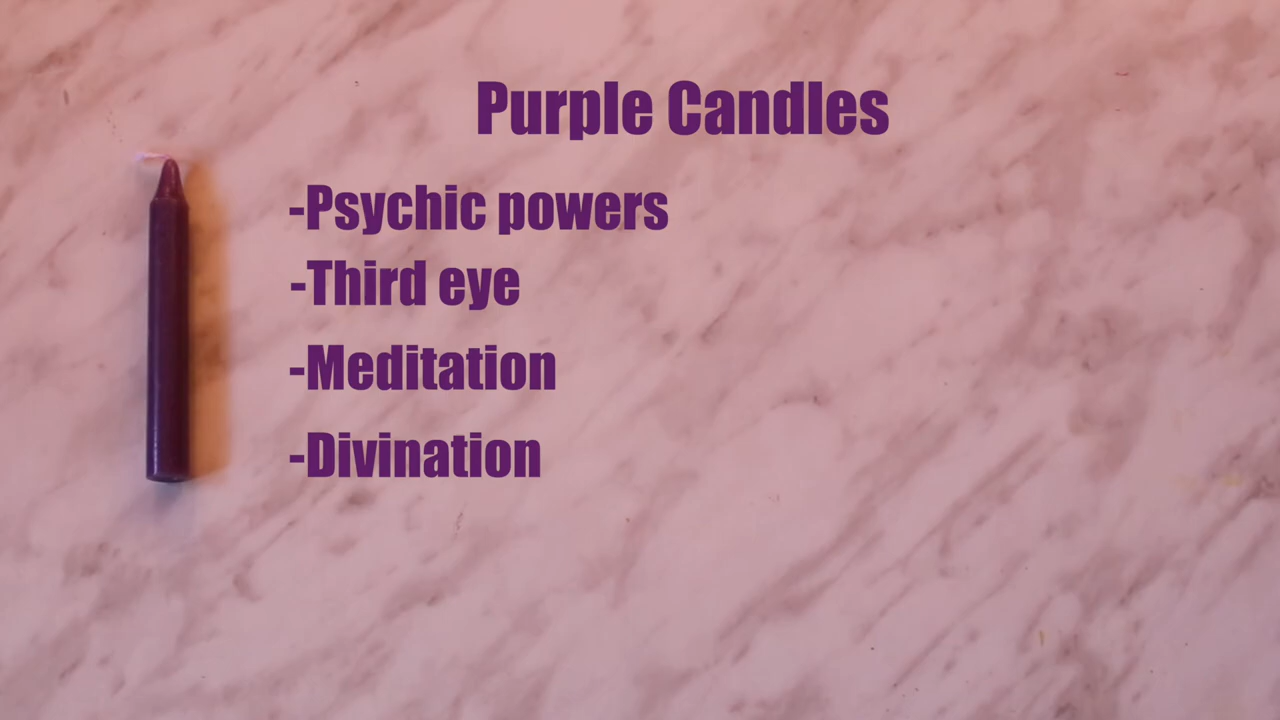 Purple Candles
-Psychic powers
-Third eye
-Meditation
-Divination